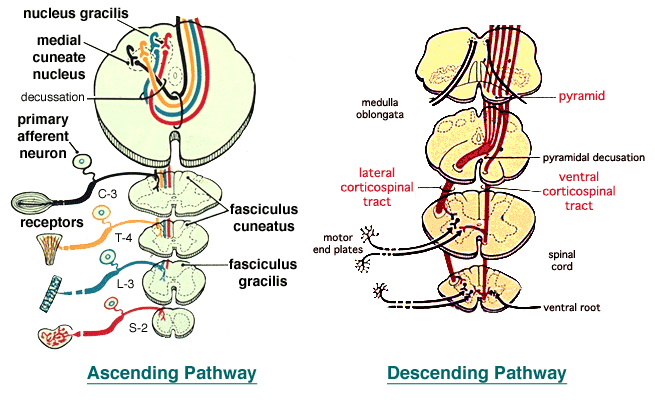 nucleus gracilis
medial
cuneate
nucleus
decussation
primary
afferent
neuron
C-3
receptors
fasciculus
cuneatus
T-4
fasciculus
gracilis
L-3
S-2
Ascending Pathway
medulla
oblongata
pyramid
pyramidal decusation
lateral
corticospinal
tract
ventral
corticospinal
tract
motor
end plates
spinal
cord
ventral root
Descending Pathway